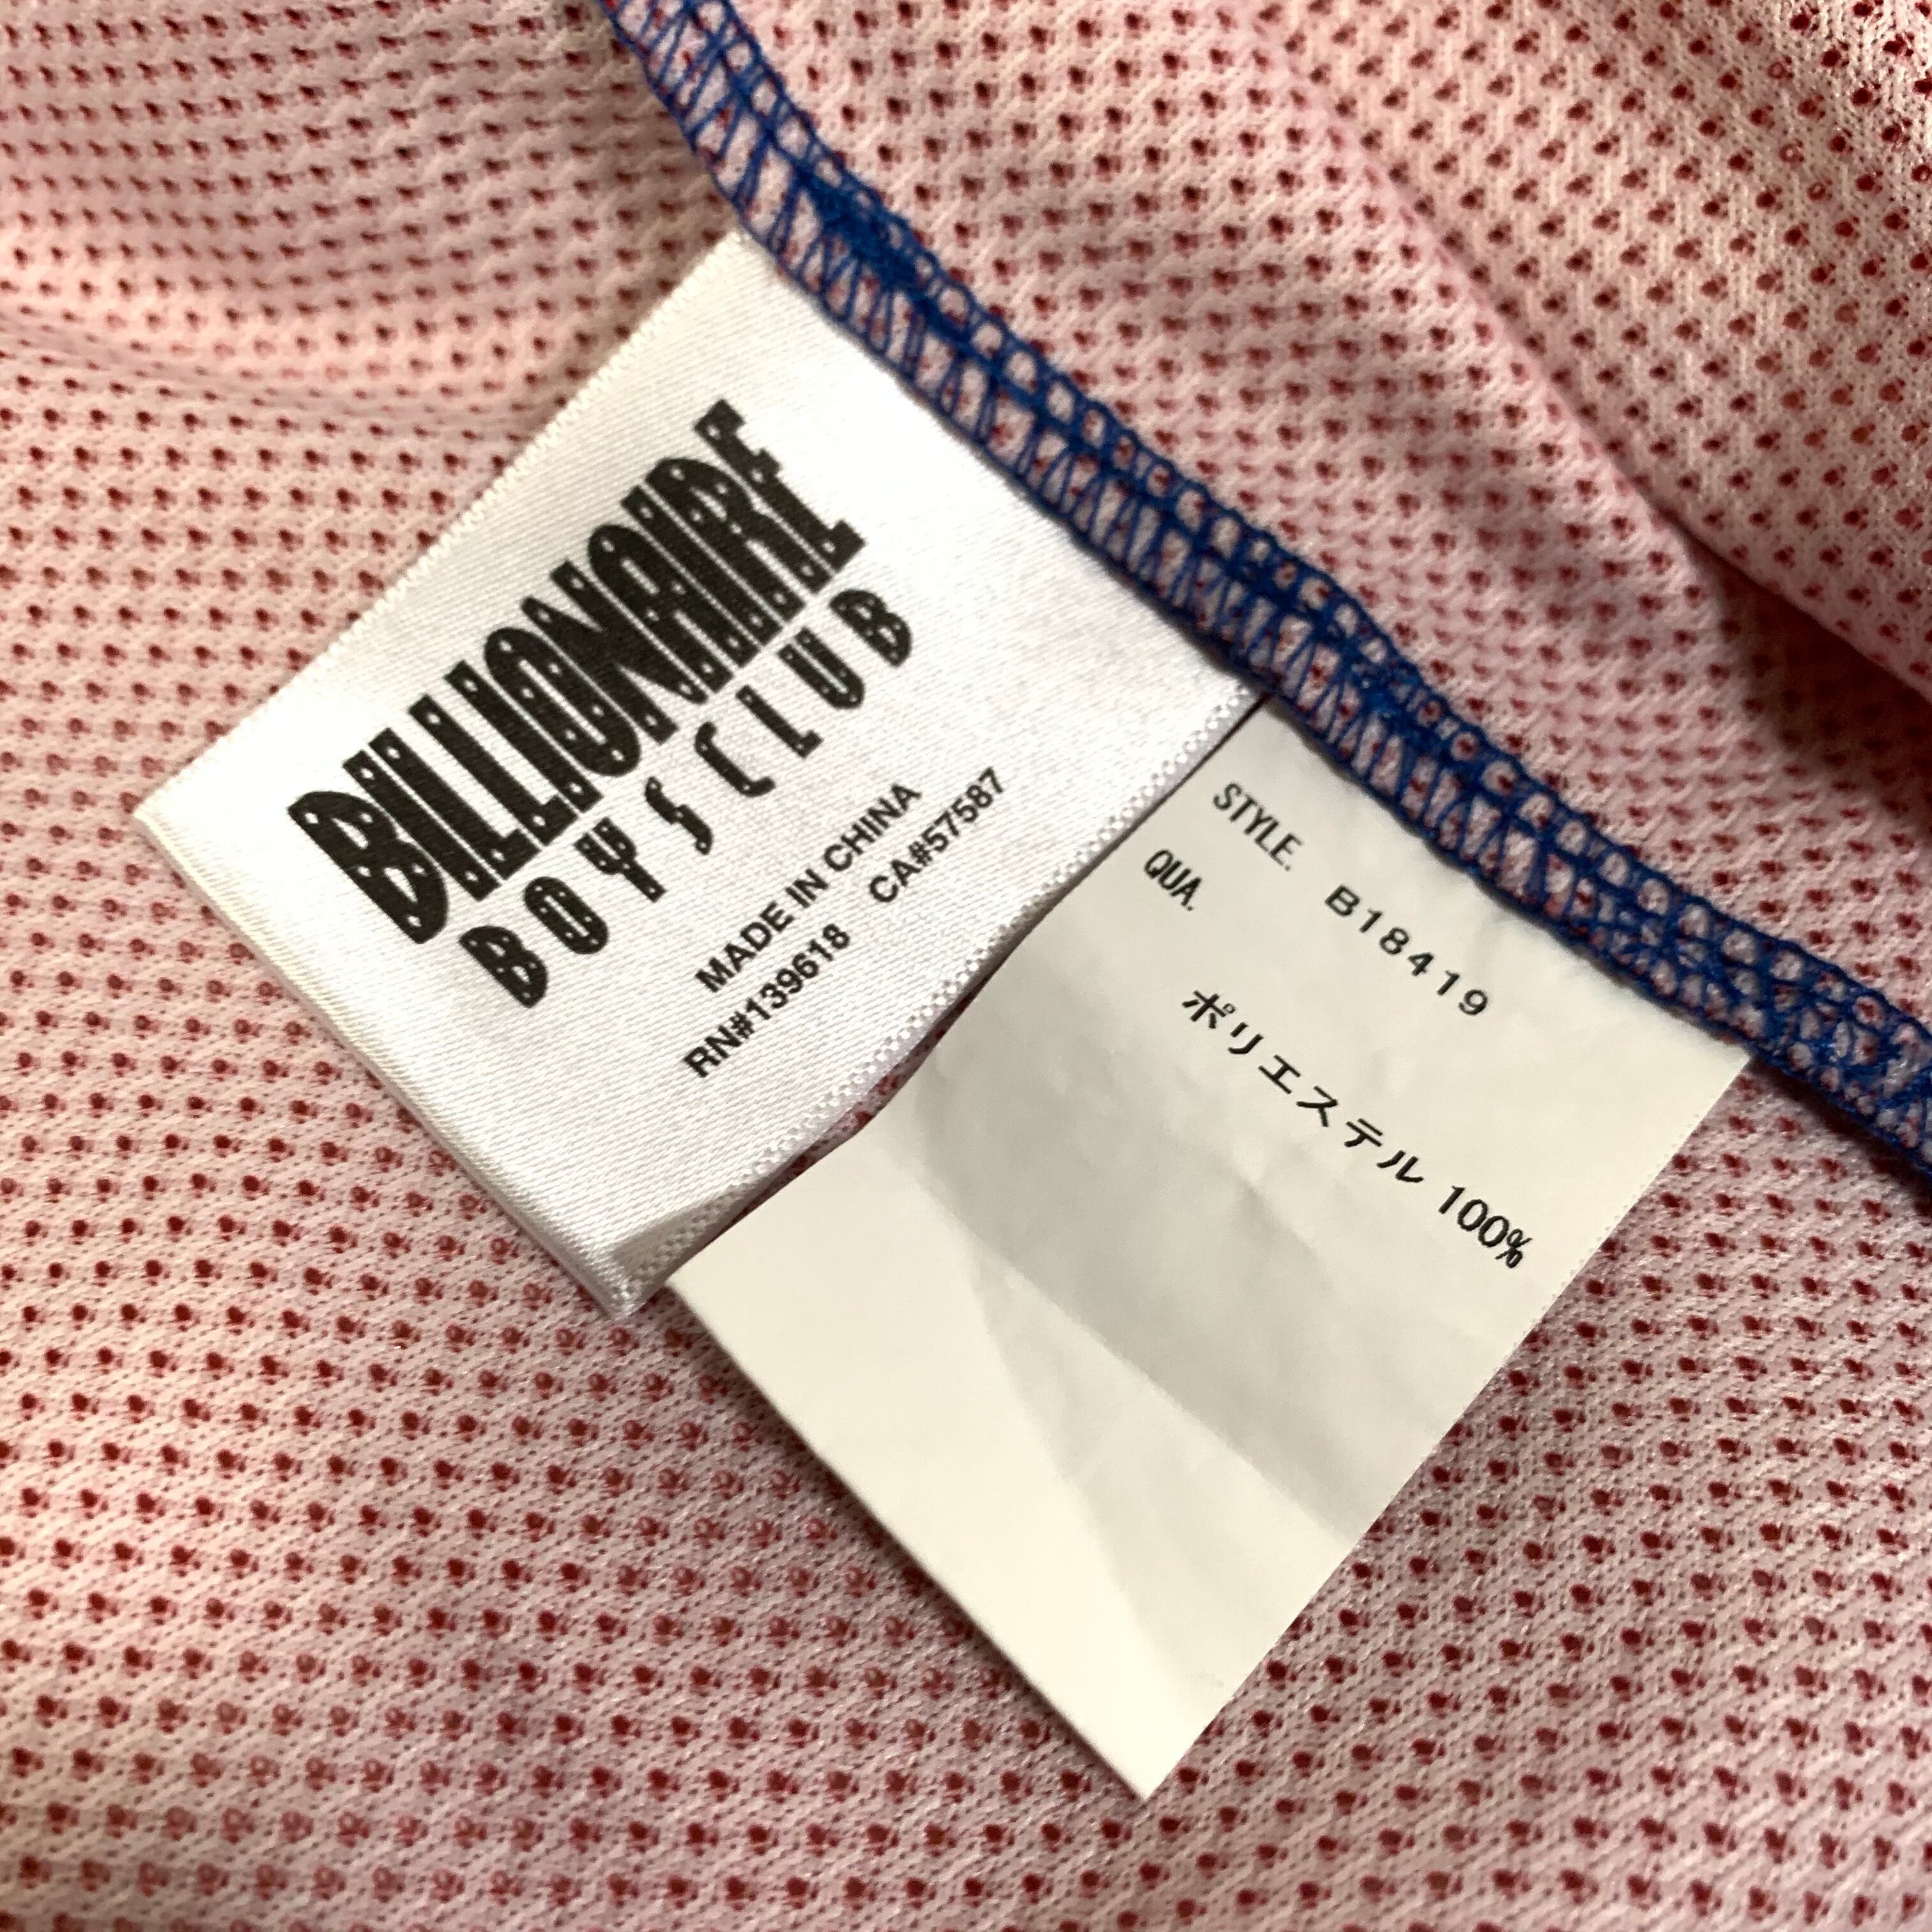 BILLIONAIRE
BOYS CLUB
MADE IN CHINA
RN#139618 CA#57587
STYLE. B18419
QUA.
ポリエステル 100%